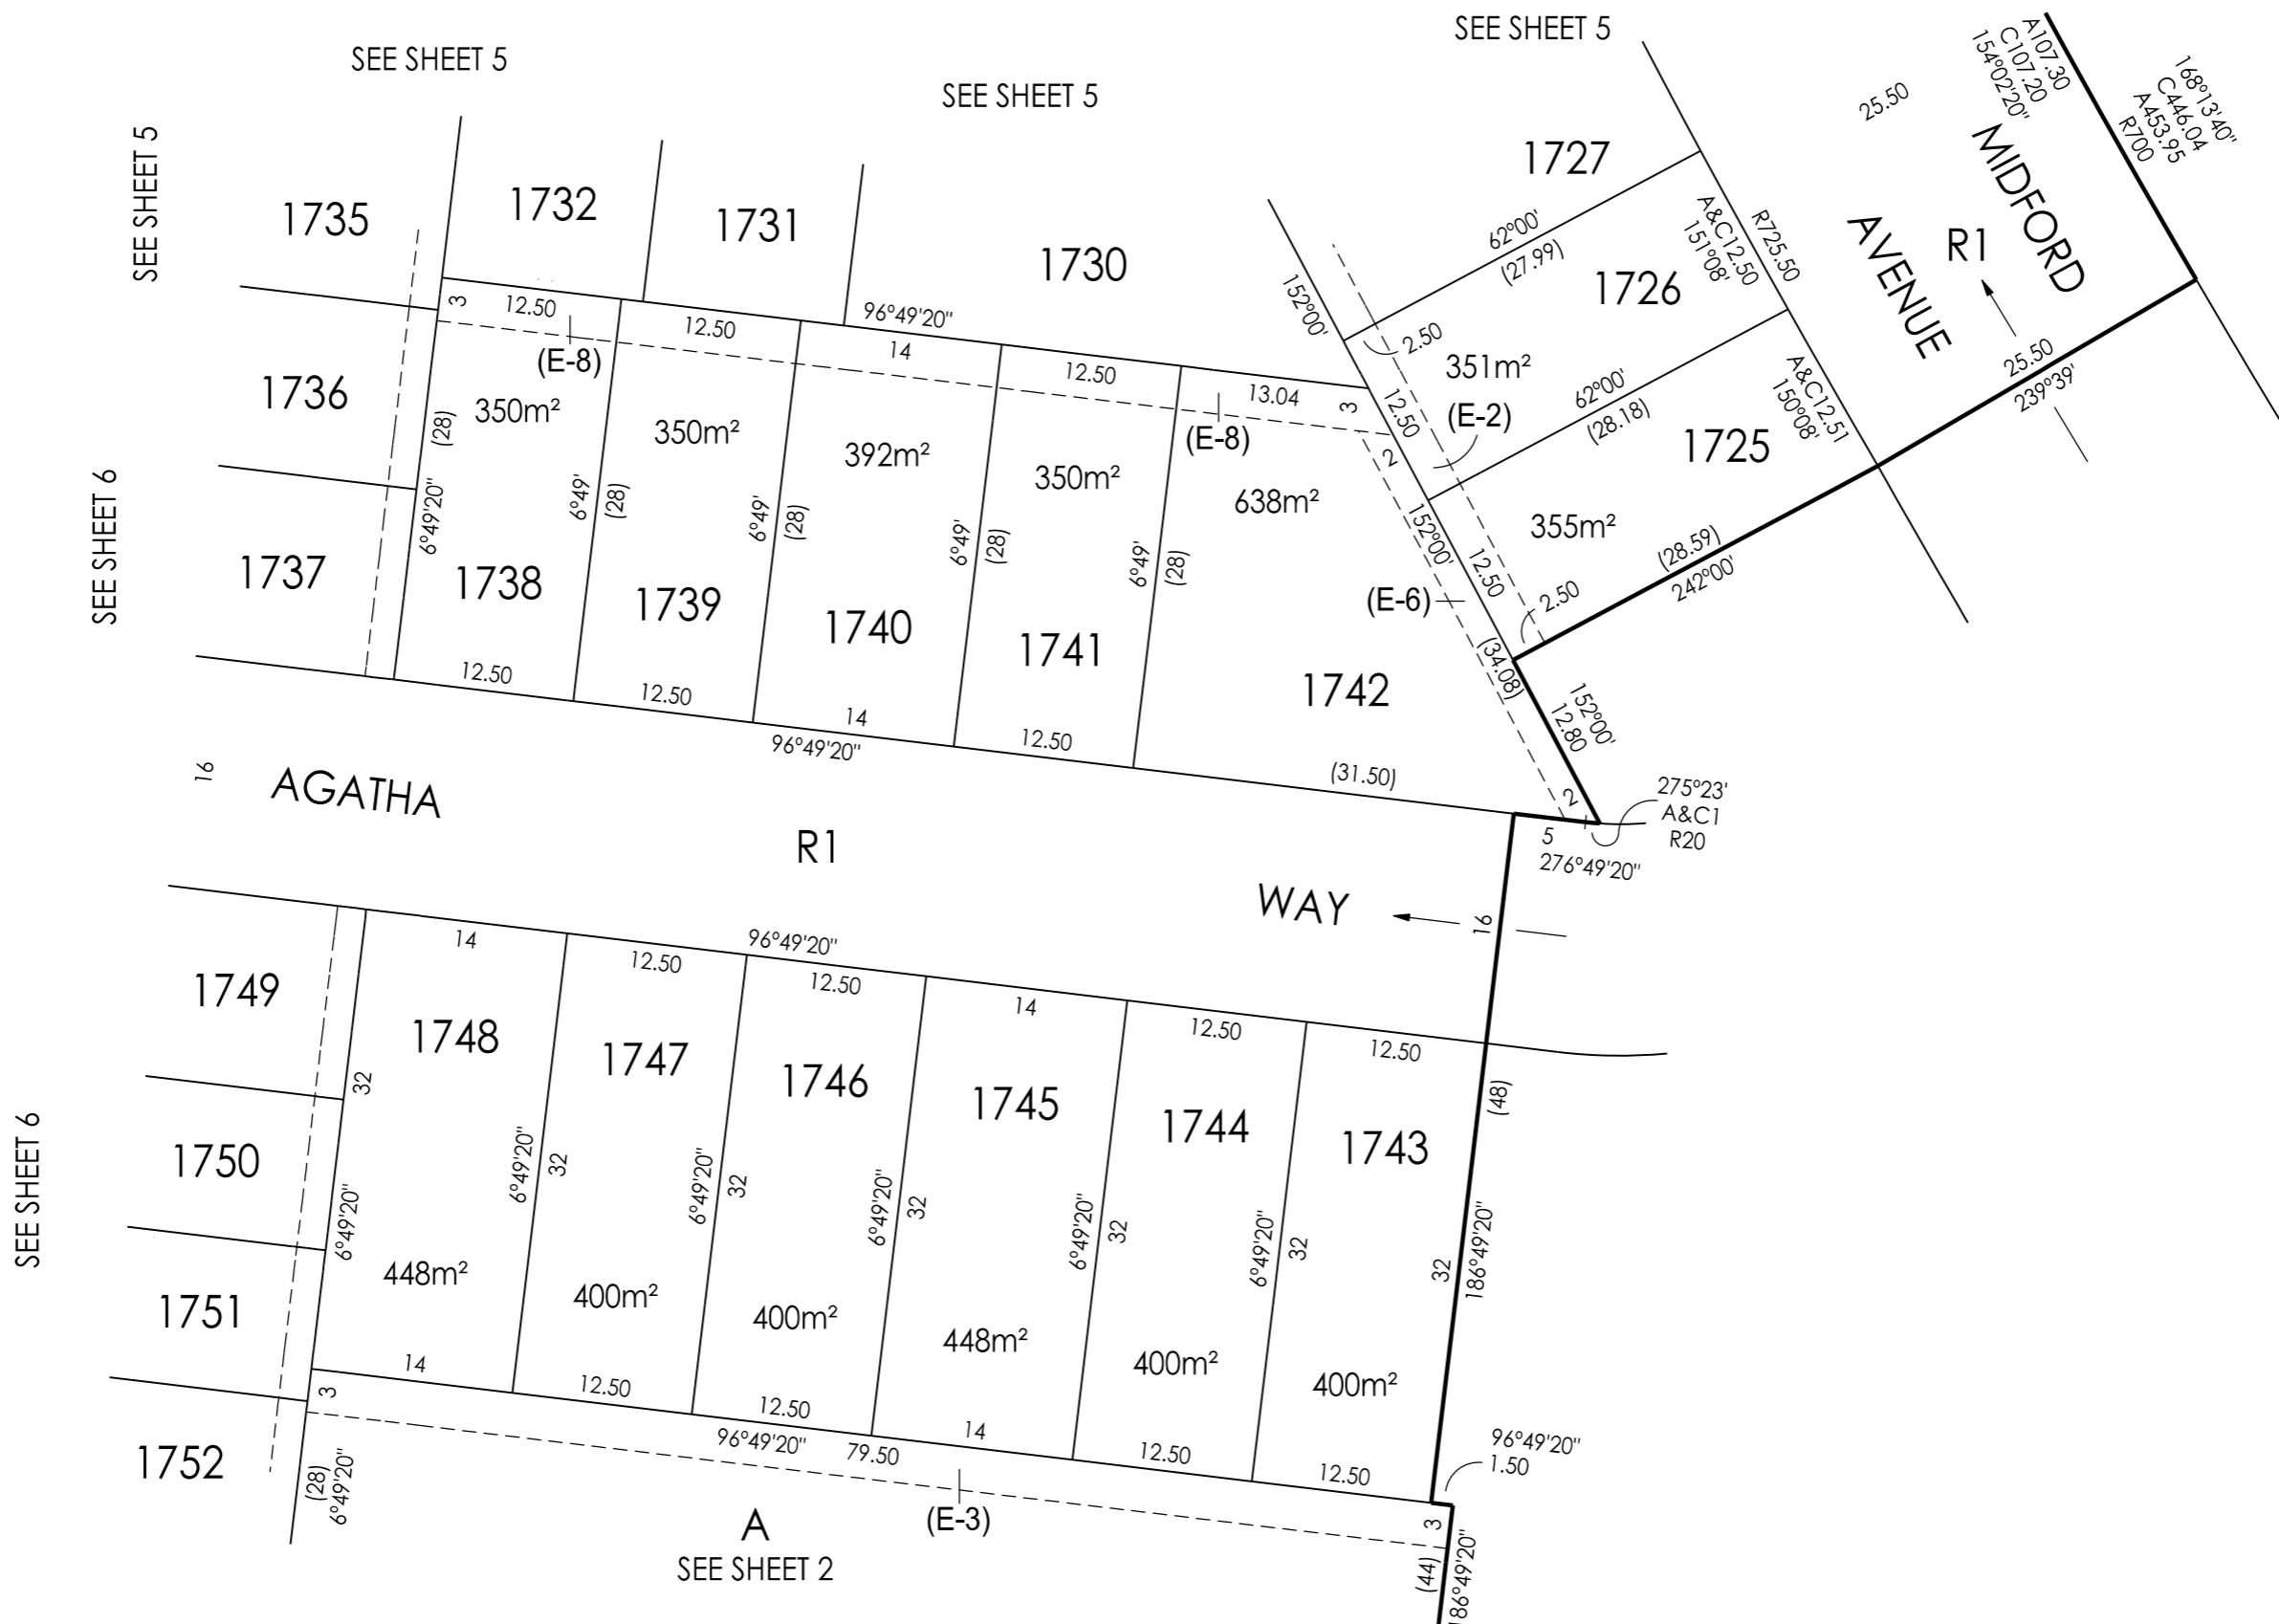 SEE SHEET 5
SEE SHEET 5
SEE SHEET 5
SEE SHEET 5
SEE SHEET 6
SEE SHEET 6
A107.30
C107.20
154°02'20"
168°13'40"
C446.04
A453.95
R700
25.50
MIDFORD
AVENUE
R1
25.50
239°39'
1727
62°00'
(27.99)
A&C12.50
151°08'
R725.50
1726
351m²
2.50
152°00'
12.50
(E-2)
62°00'
(28.18)
A&C12.51
150°08'
1725
355m²
152°00'
12.50
2.50
(28.59)
242°00'
1735
1732
1731
1730
1736
1737
3
12.50
(E-8)
12.50
96°49'20"
14
12.50
13.04
3
(E-8)
2
350m²
350m²
392m²
350m²
638m²
(28)
6°49'20"
6°49'
(28)
6°49'
(28)
6°49'
(28)
6°49'
(28)
1738
1739
1740
1741
1742
(E-6)
(34.08)
152°00'
12.80
12.50
12.50
14
12.50
(31.50)
96°49'20"
2
275°23'
A&C1
R20
5
276°49'20"
16
AGATHA
R1
WAY
16
96°49'20"
14
12.50
12.50
14
12.50
12.50
1749
1748
1747
1746
1745
1744
1743
(48)
32
6°49'20"
6°49'20"
32
6°49'20"
32
6°49'20"
32
6°49'20"
32
6°49'20"
32
32
186°49'20"
1750
1751
1752
448m²
400m²
400m²
448m²
400m²
400m²
14
12.50
12.50
14
12.50
12.50
3
96°49'20"
79.50
96°49'20"
1.50
(28)
6°49'20"
(E-3)
A
SEE SHEET 2
3
(44)
186°49'20"